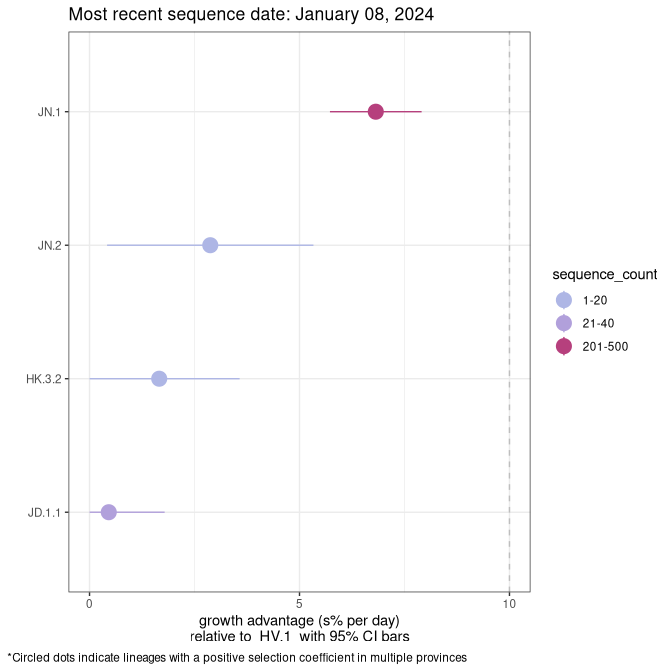 Most recent sequence date: January 08, 2024
JN.1
JN.2
HK.3.2
JD.1.1
0 5 10
growth advantage (s% per day)
relative to HV.1 with 95% CI bars
sequence_count
1-20
21-40
201-500
*Circled dots indicate lineages with a positive selection coefficient in multiple provinces